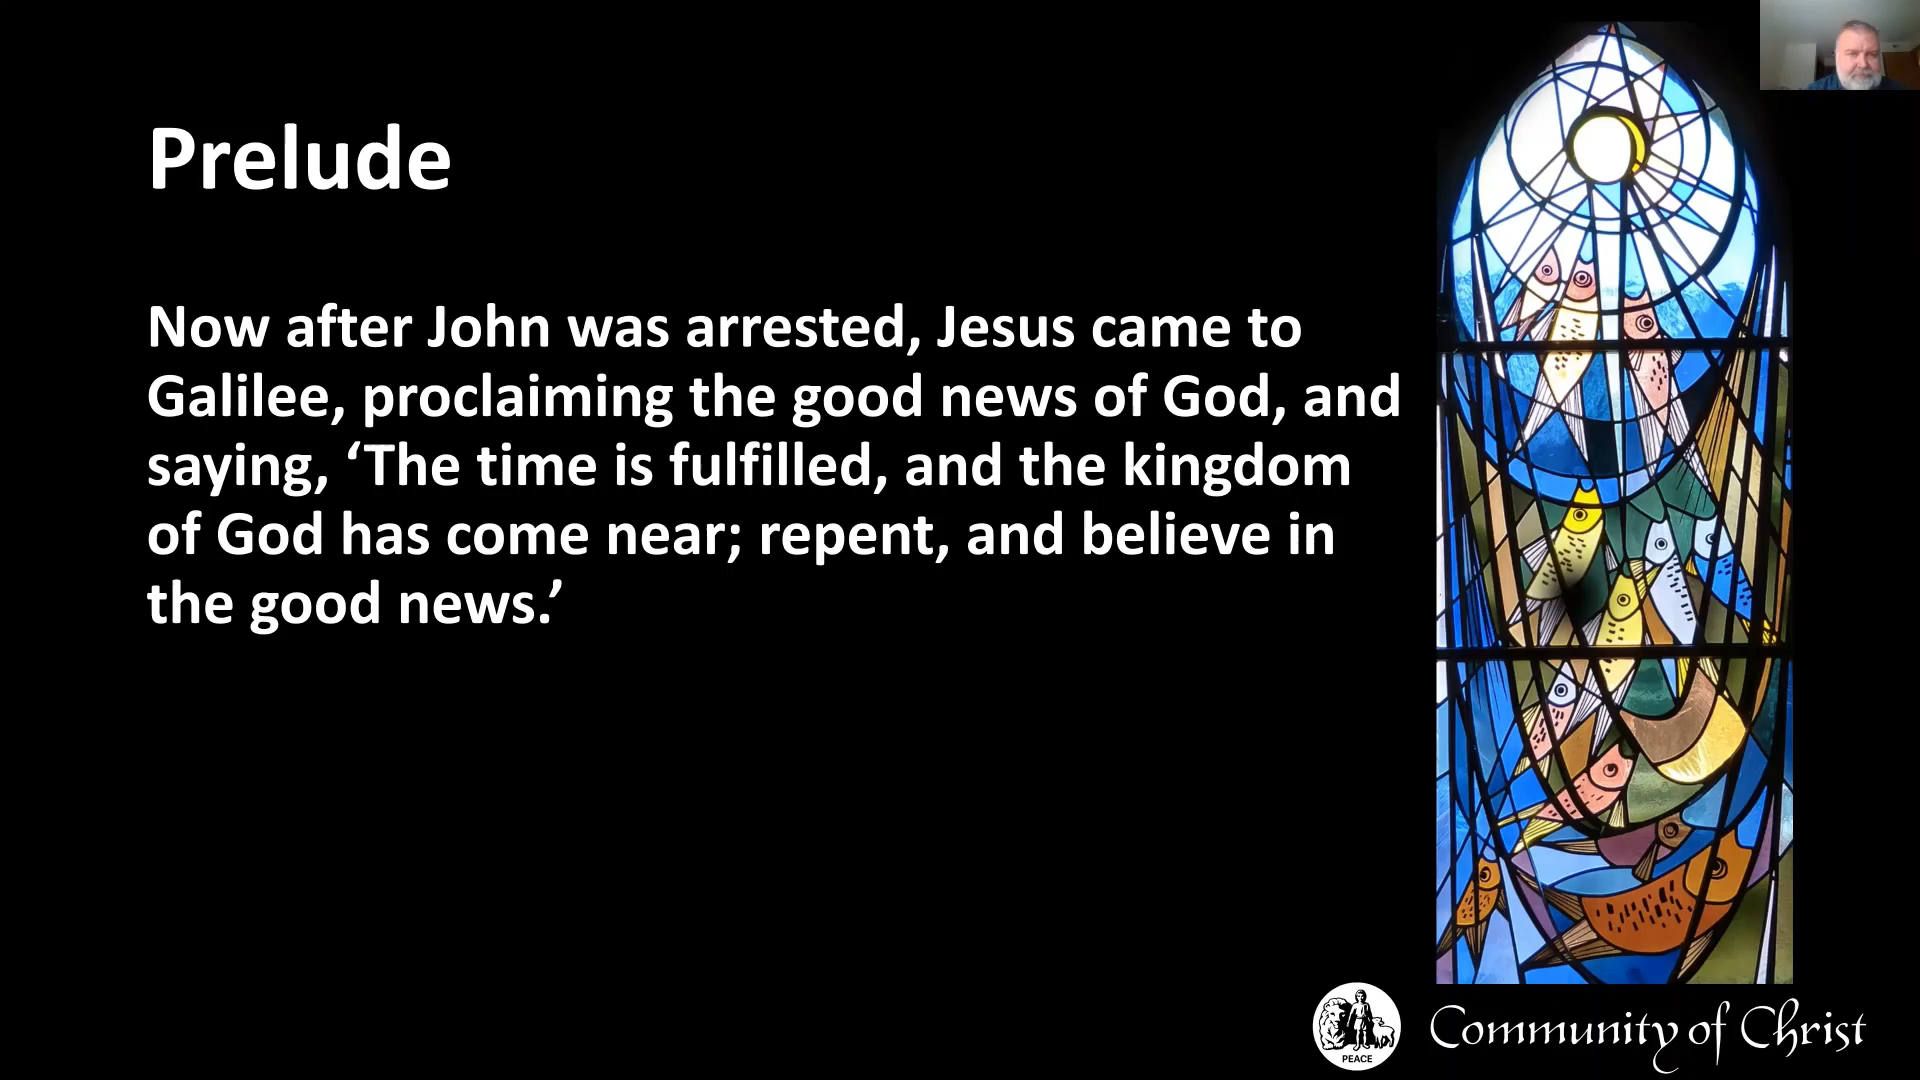 Prelude
Now after John was arrested, Jesus came to
Galilee, proclaiming the good news of God, and
saying, ‘The time is fulfilled, and the kingdom
of God has come near; repent, and believe in
the good news.’
PEACE
Community of Christ